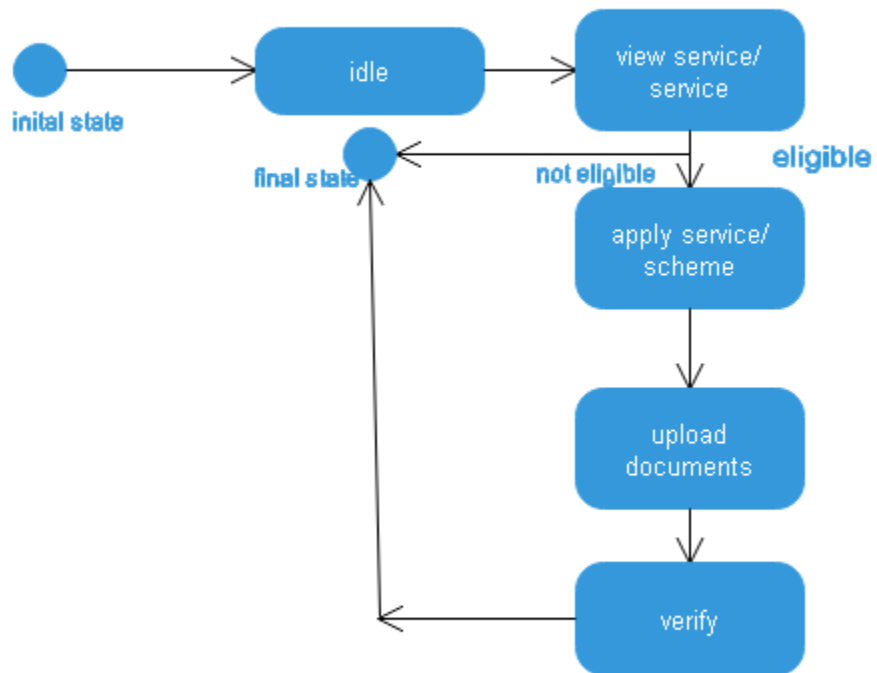 idle
view service/
service
inital state
final state
not eligible
eligible
apply service/
scheme
upload
documents
verify